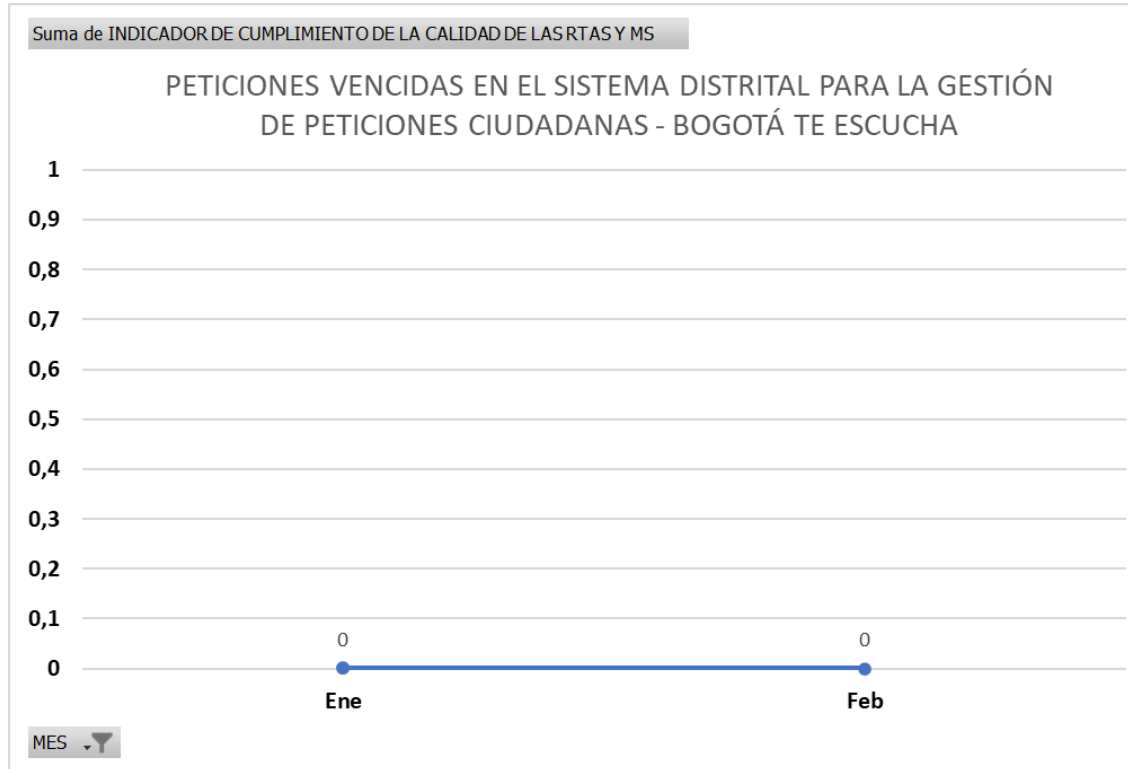 Suma de INDICADOR DE CUMPLIMIENTO DE LA CALIDAD DE LAS RTAS Y MS
PETICIONES VENCIDAS EN EL SISTEMA DISTRITAL PARA LA GESTIÓN
DE PETICIONES CIUDADANAS - BOGOTÁ TE ESCUCHA
1
0,9
0,8
0,7
0,6
0,5
0,4
0,3
0,2
0,1
0
0 0
Ene Feb
MES